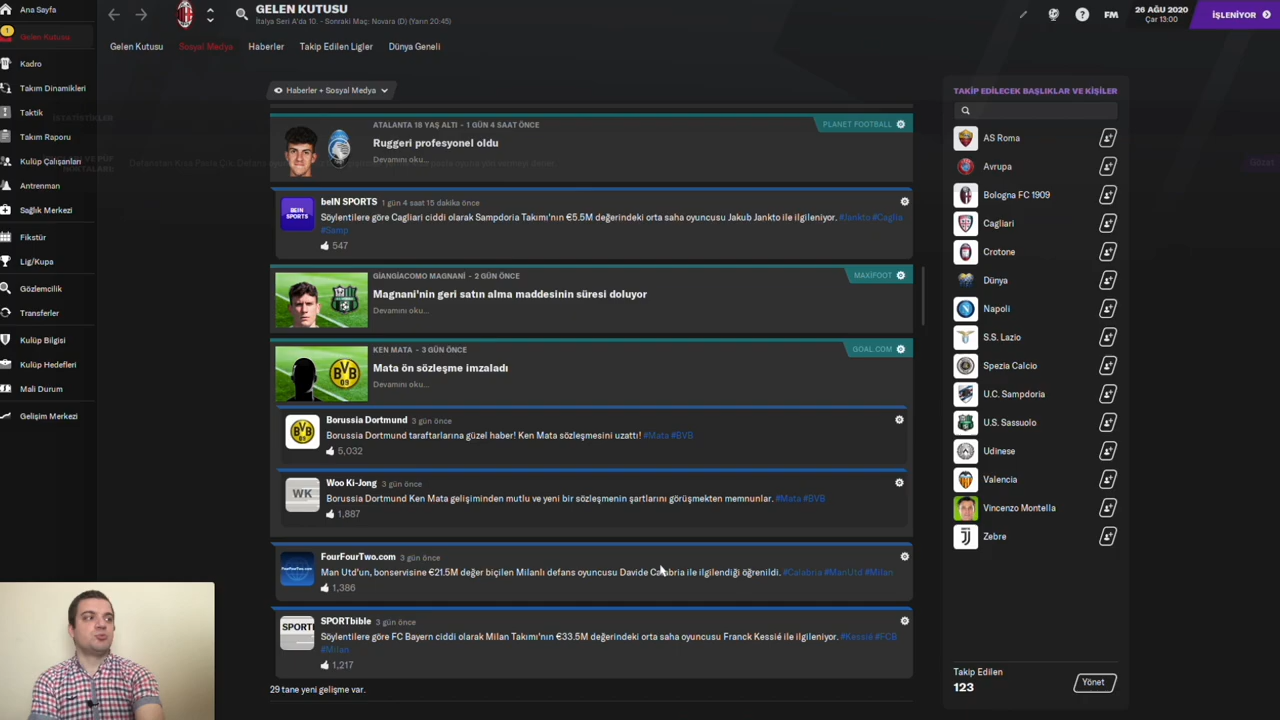 Ana Sayfa
1
Gelen Kutusu
Kadro
Takım Dinamikleri
Taktik
Takım Raporu
Kulüp Çalışanları
Antrenman
Sağlık Merkezi
Fikstür
Lig/Kupa
Gözlemcilik
Transferler
Kulüp Bilgisi
Kulüp Hedefleri
Mali Durum
Gelişim Merkezi
GELEN KUTUSU
İtalya Seri A'da 10. - Sonraki Maç: Novara (D) (Yarın 20:45)
FM
26 AĞU 2020
Çar 13:00
İŞLENİYOR
Gelen Kutusu
Sosyal Medya
Haberler
Takip Edilen Ligler
Dünya Geneli
Haberler + Sosyal Medya
ATALANTA 18 YAŞ ALTI - 1 GÜN 4 SAAT ÖNCE
PLANET FOOTBALL
Ruggeri profesyonel oldu
Devamını oku...
beIN SPORTS 1 gün 4 saat 15 dakika önce
BEIN
SPORTS
Söylentilere göre Cagliari ciddi olarak Sampdoria Takımı'nın €5.5M değerindeki orta saha oyuncusu Jakub Jankto ile ilgileniyor. #Jankto #Caglia
#Samp
547
GİANGİACOMO MAGNANİ - 2 GÜN ÖNCE
MAXİFOOT
Magnani'nin geri satın alma maddesinin süresi doluyor
Devamını oku...
KEN MATA - 3 GÜN ÖNCE
GOAL.COM
Mata ön sözleşme imzaladı
Devamını oku...
BVB
09
Borussia Dortmund 3 gün önce
Borussia Dortmund taraftarlarına güzel haber! Ken Mata sözleşmesini uzattı! #Mata #BVB
5,032
WK
Woo Ki-Jong 3 gün önce
Borussia Dortmund Ken Mata gelişiminden mutlu ve yeni bir sözleşmenin şartlarını görüşmekten memnunlar. #Mata #BVB
1,887
FourFourTwo.com 3 gün önce
Man Utd'un, bonservisine €21.5M değer biçilen Milanlı defans oyuncusu Davide Calabria ile ilgilendiği öğrenildi. #Calabria #ManUtd #Milan
1,386
SPORTbible 3 gün önce
Söylentilere göre FC Bayern ciddi olarak Milan Takımı'nın €33.5M değerindeki orta saha oyuncusu Franck Kessié ile ilgileniyor. #Kessié #FCB
#Milan
1,217
29 tane yeni gelişme var.
TAKİP EDİLECEK BAŞLIKLAR VE KİŞİLER
AS Roma
Avrupa
Bologna FC 1909
Cagliari
Crotone
Dünya
Napoli
S.S. Lazio
Spezia Calcio
U.C. Sampdoria
U.S. Sassuolo
Udinese
Valencia
Vincenzo Montella
Zebre
Takip Edilen
123
Yönet